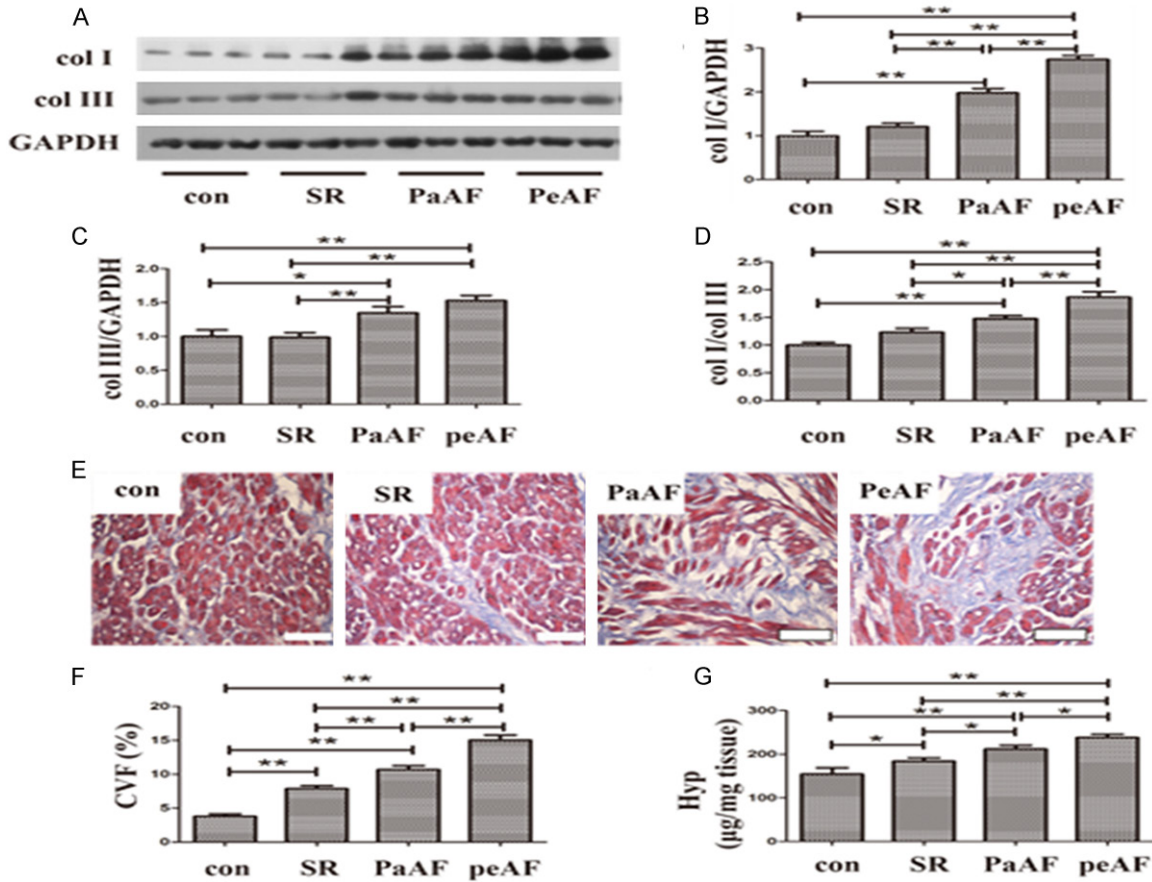 A
col I
col III
GAPDH
con SR PaAF PeAF
B
**
**
** **
**
col I/GAPDH
3
2
1
0
con SR PaAF peAF
C
**
**
*
**
col III/GAPDH
2.0
1.5
1.0
0.5
0.0
con SR PaAF peAF
D
**
**
* **
**
col I/col III
2.5
2.0
1.5
1.0
0.5
0.0
con SR PaAF peAF
E
con SR PaAF PeAF
F
**
**
** **
**
**
CVF (%)
20
15
10
5
0
con SR PaAF peAF
G
**
**
** *
* *
Hyp
(µg/mg tissue)
300
200
100
0
con SR PaAF peAF